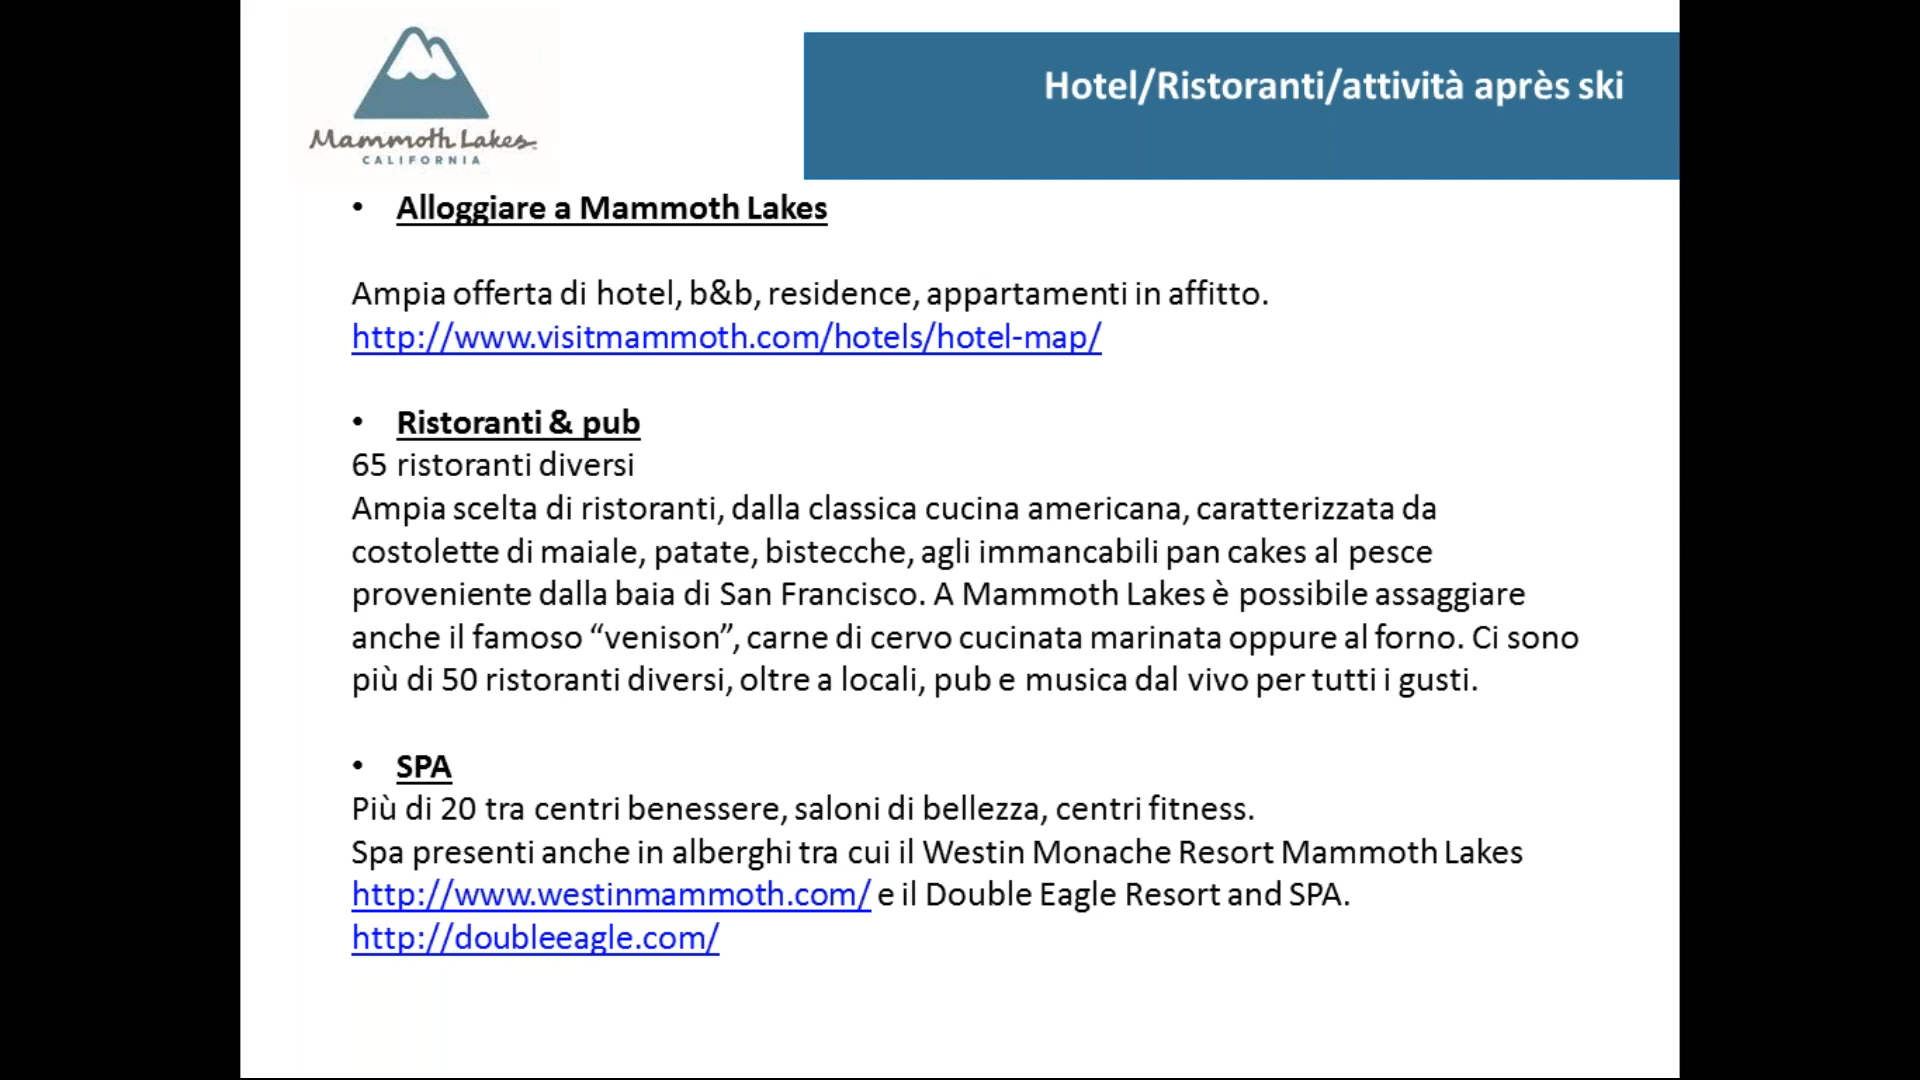 Mammoth Lakes
CALIFORNIA
Hotel/Ristoranti/attività après ski
• Alloggiare a Mammoth Lakes
Ampia offerta di hotel, b&b, residence, appartamenti in affitto.
http://www.visitmammoth.com/hotels/hotel-map/
• Ristoranti & pub
65 ristoranti diversi
Ampia scelta di ristoranti, dalla classica cucina americana, caratterizzata da
costolette di maiale, patate, bistecche, agli immancabili pan cakes al pesce
proveniente dalla baia di San Francisco. A Mammoth Lakes è possibile assaggiare
anche il famoso “venison”, carne di cervo cucinata marinata oppure al forno. Ci sono
più di 50 ristoranti diversi, oltre a locali, pub e musica dal vivo per tutti i gusti.
• SPA
Più di 20 tra centri benessere, saloni di bellezza, centri fitness.
Spa presenti anche in alberghi tra cui il Westin Monache Resort Mammoth Lakes
http://www.westinmammoth.com/ e il Double Eagle Resort and SPA.
http://doubleeagle.com/